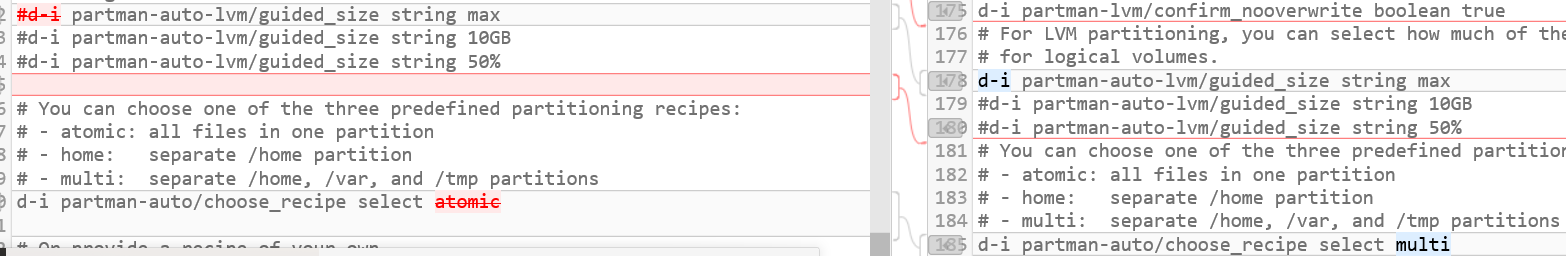 2 #d-i partman-auto-lvm/guided_size string max
3 #d-i partman-auto-lvm/guided_size string 10GB
4 #d-i partman-auto-lvm/guided_size string 50%
5
6 # You can choose one of the three predefined partitioning recipes:
7 # - atomic: all files in one partition
8 # - home:   separate /home partition
9 # - multi:  separate /home, /var, and /tmp partitions
0 d-i partman-auto/choose_recipe select atomic
1
# Or provide a recipe of your own
175 d-i partman-lvm/confirm_nooverwrite boolean true
176 # For LVM partitioning, you can select how much of the
177 # for logical volumes.
178 d-i partman-auto-lvm/guided_size string max
179 #d-i partman-auto-lvm/guided_size string 10GB
180 #d-i partman-auto-lvm/guided_size string 50%
181 # You can choose one of the three predefined partition
182 # - atomic: all files in one partition
183 # - home:   separate /home partition
184 # - multi:  separate /home, /var, and /tmp partitions
185 d-i partman-auto/choose_recipe select multi